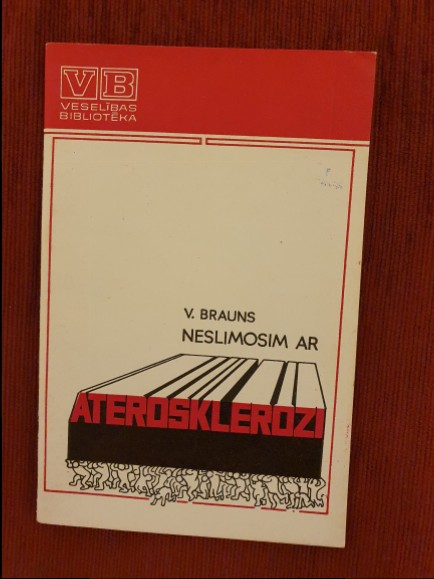 VB
VESELĪBAS
BIBLIOTĒKA
V. BRAUNS
NESLIMOSIM AR
ATEROSKLEROZI